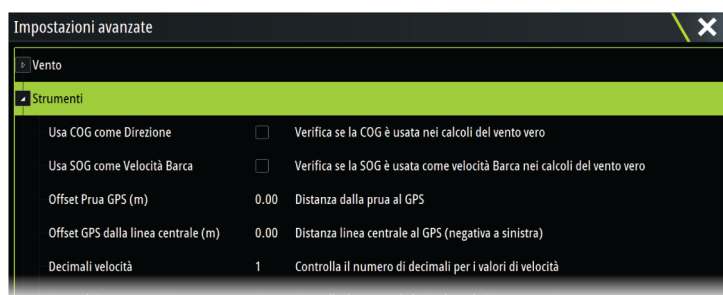 Impostazioni avanzate
Vento
Strumenti
Usa COG come Direzione Verifica se la COG è usata nei calcoli del vento vero
Usa SOG come Velocità Barca Verifica se la SOG è usata come velocità Barca nei calcoli del vento vero
Offset Prua GPS (m) 0.00 Distanza dalla prua al GPS
Offset GPS dalla linea centrale (m) 0.00 Distanza linea centrale al GPS (negativa a sinistra)
Decimali velocità 1 Controlla il numero di decimali per i valori di velocità